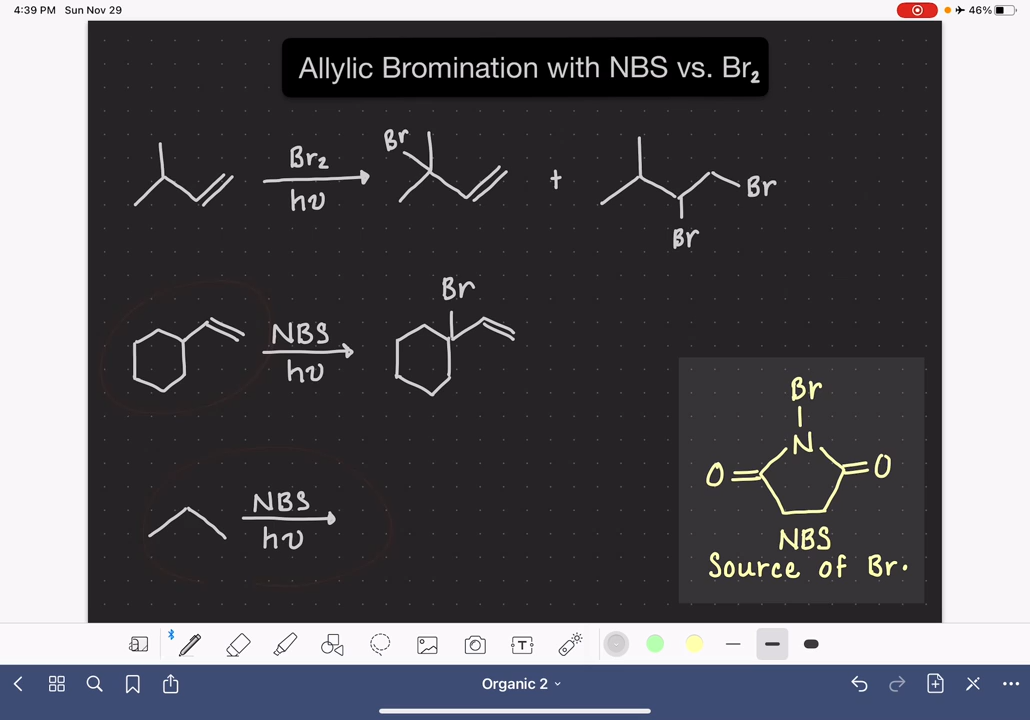 4:39 PM Sun Nov 29
46%
Allylic Bromination with NBS vs. Br₂
Br₂
hν
Br
+
Br
Br
NBS
hν
Br
NBS
hν
Br
N
O
O
NBS
Source of Br•
T
Organic 2